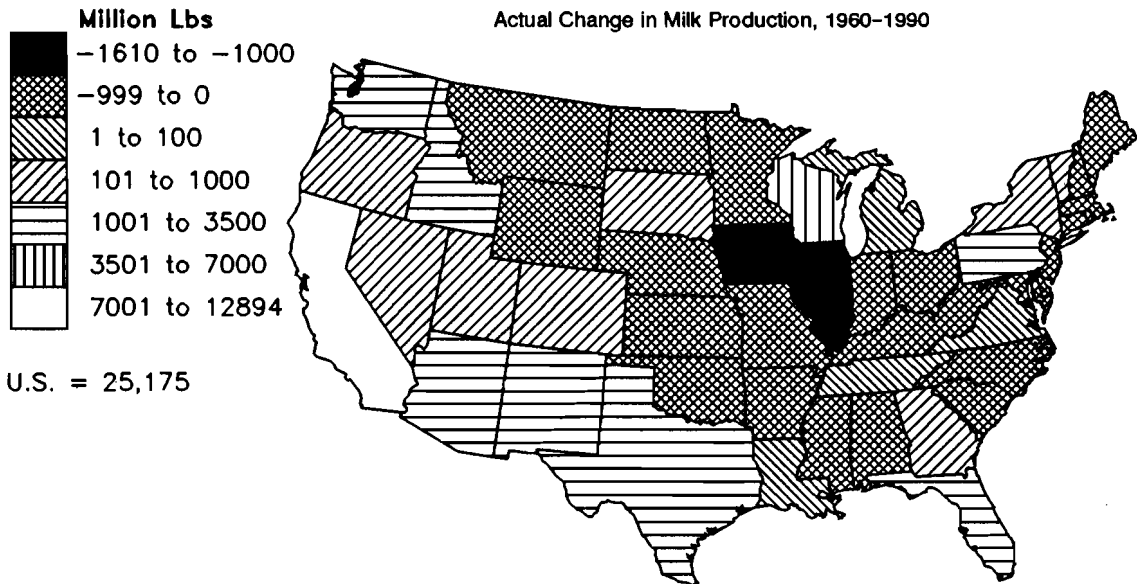 Actual Change in Milk Production, 1960–1990
Million Lbs
−1610 to −1000
−999 to 0
1 to 100
101 to 1000
1001 to 3500
3501 to 7000
7001 to 12894
U.S. = 25,175